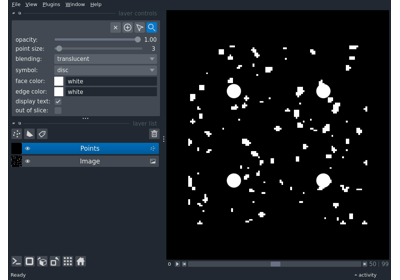 File View Plugins Window Help
layer controls
opacity: 1.00
point size: 3
blending: translucent
symbol: disc
face color: white
edge color: white
display text:
out of slice:
layer list
Points
Image
0 50 99
Ready
activity